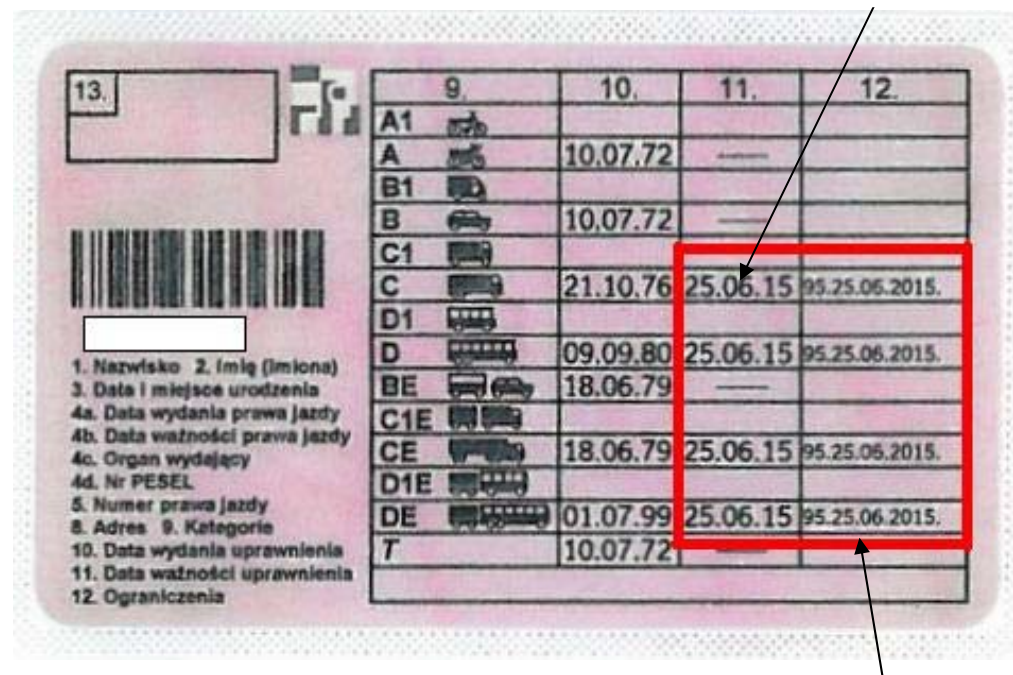 13.
9. 10. 11. 12.
A1
A 10.07.72 —
B1
B 10.07.72 —
C1
C 21.10.76 25.06.15 95.25.06.2015.
D1
D 09.09.80 25.06.15 95.25.06.2015.
BE 18.06.79 —
C1E
CE 18.06.79 25.06.15 95.25.06.2015.
D1E
DE 01.07.99 25.06.15 95.25.06.2015.
T 10.07.72 —
1. Nazwisko 2. Imię (imiona)
3. Data i miejsce urodzenia
4a. Data wydania prawa jazdy
4b. Data ważności prawa jazdy
4c. Organ wydający
4d. Nr PESEL
5. Numer prawa jazdy
8. Adres 9. Kategorie
10. Data wydania uprawnienia
11. Data ważności uprawnienia
12. Ograniczenia